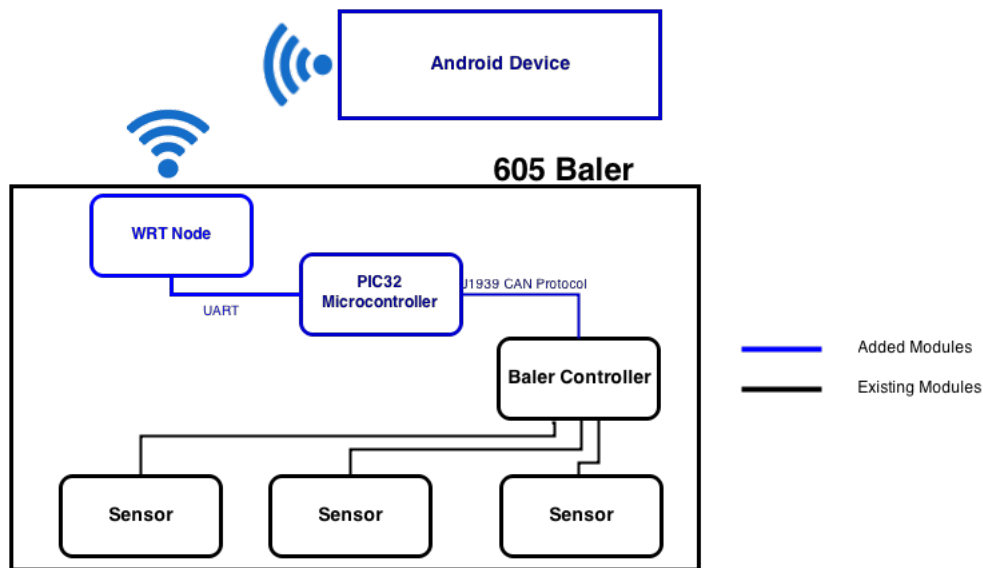 Android Device
605 Baler
WRT Node
PIC32
Microcontroller
J1939 CAN Protocol
UART
Baler Controller
Added Modules
Existing Modules
Sensor
Sensor
Sensor